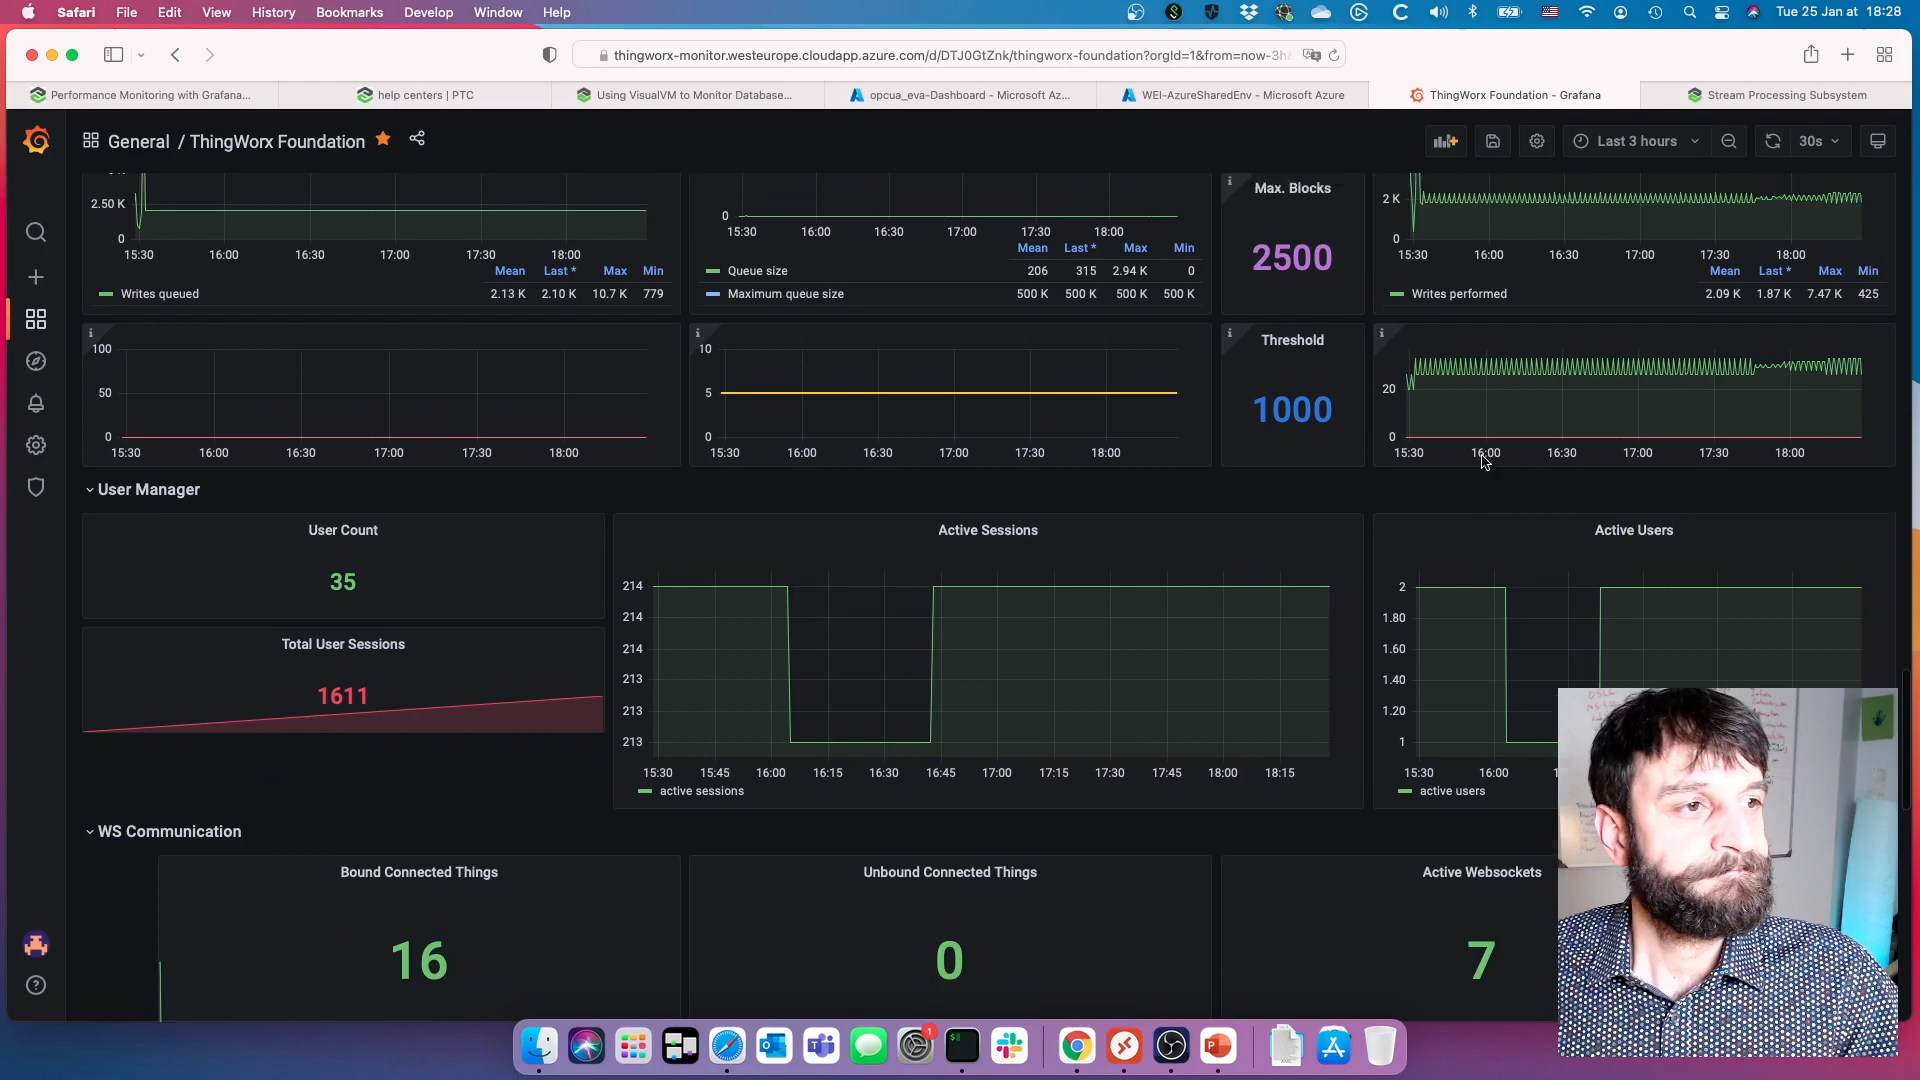 Safari File Edit View History Bookmarks Develop Window Help
Tue 25 Jan at 18:28
thingworx-monitor.westeurope.cloudapp.azure.com/d/DTJ0GtZnk/thingworx-foundation?orgId=1&from=now-3h
Performance Monitoring with Grafana...
help centers | PTC
Using VisualVM to Monitor Database...
opcua_eva-Dashboard - Microsoft Az...
WEI-AzureSharedEnv - Microsoft Azure
ThingWorx Foundation - Grafana
Stream Processing Subsystem
General / ThingWorx Foundation
Last 3 hours
30s
2.50 K
0
15:30 16:00 16:30 17:00 17:30 18:00
Mean Last * Max Min
Writes queued 2.13 K 2.10 K 10.7 K 779
0
15:30 16:00 16:30 17:00 17:30 18:00
Mean Last * Max Min
Queue size 206 315 2.94 K 0
Maximum queue size 500 K 500 K 500 K 500 K
Max. Blocks
2500
2 K
0
15:30 16:00 16:30 17:00 17:30 18:00
Mean Last * Max Min
Writes performed 2.09 K 1.87 K 7.47 K 425
100
50
0
15:30 16:00 16:30 17:00 17:30 18:00
10
5
0
15:30 16:00 16:30 17:00 17:30 18:00
Threshold
1000
20
0
15:30 16:00 16:30 17:00 17:30 18:00
User Manager
User Count
35
Total User Sessions
1611
Active Sessions
214
214
214
213
213
213
15:30 15:45 16:00 16:15 16:30 16:45 17:00 17:15 17:30 17:45 18:00 18:15
active sessions
Active Users
2
1.80
1.60
1.40
1.20
1
15:30 16:00
active users
WS Communication
Bound Connected Things
16
Unbound Connected Things
0
Active Websockets
7
1